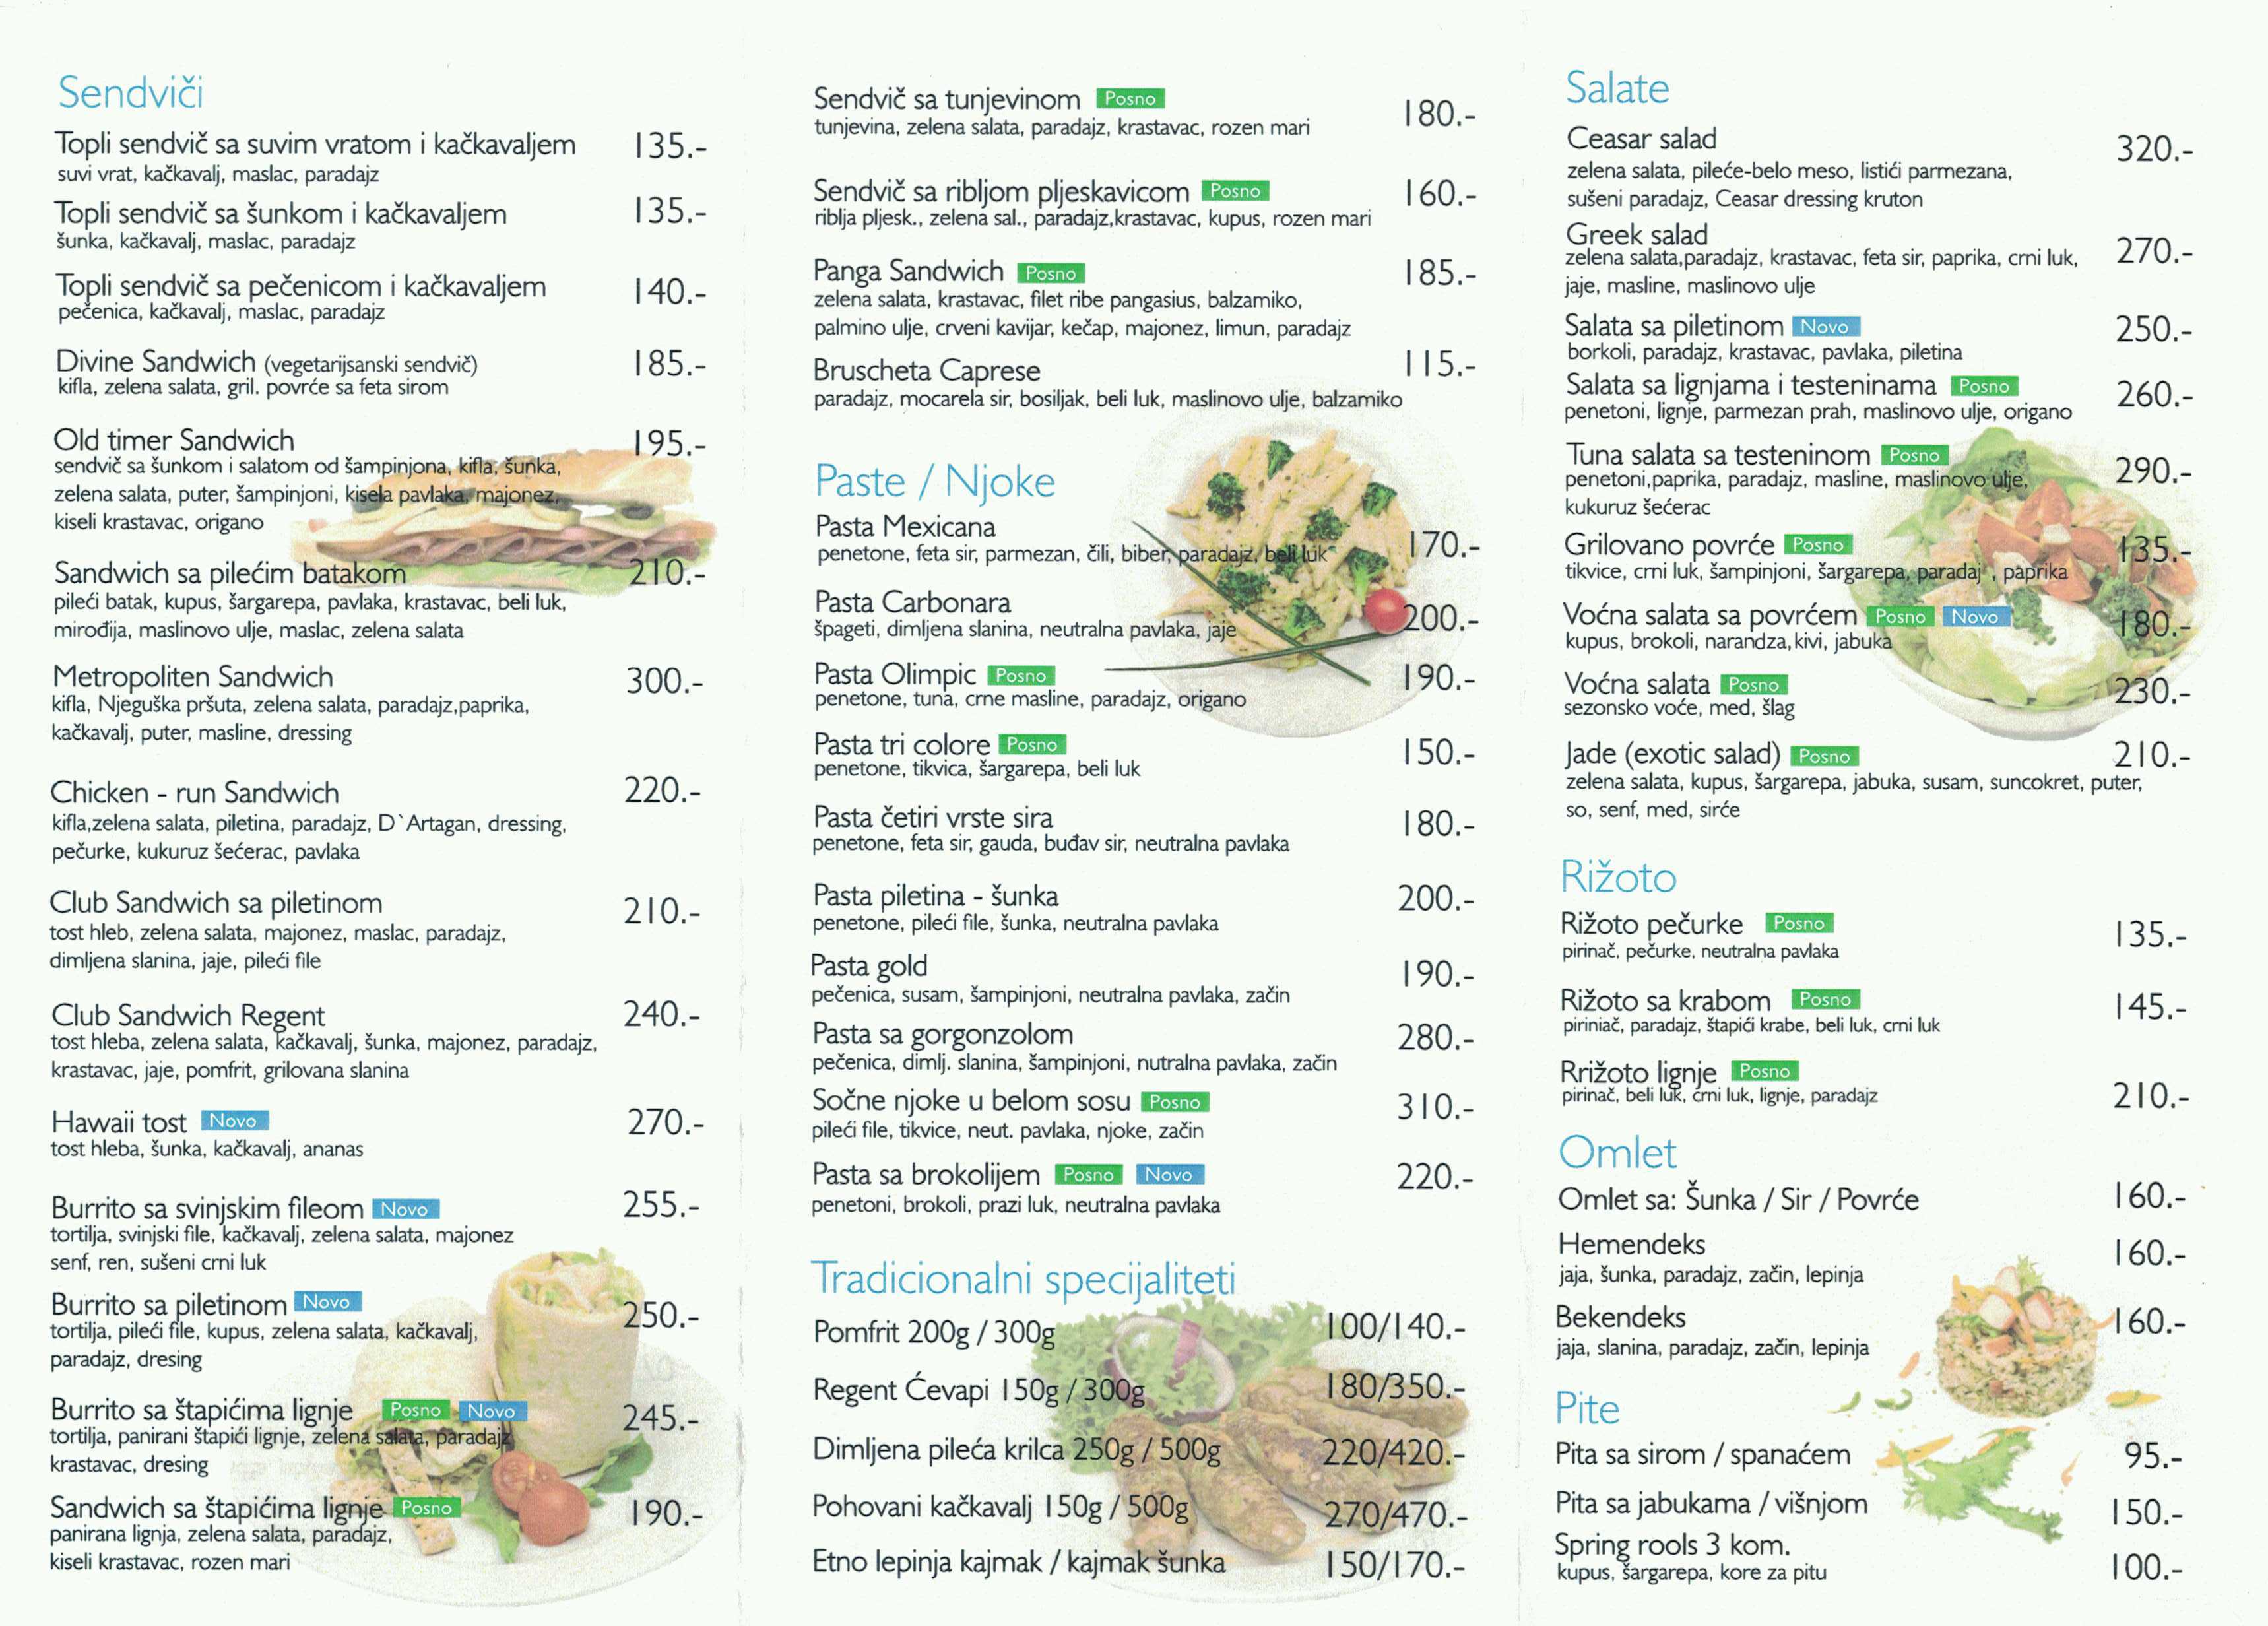 Sendviči
Topli sendvič sa suvim vratom i kačkavaljem 135.-
suvi vrat, kačkavalj, maslac, paradajz
Topli sendvič sa šunkom i kačkavaljem 135.-
šunka, kačkavalj, maslac, paradajz
Topli sendvič sa pečenicom i kačkavaljem 140.-
pečenica, kačkavalj, maslac, paradajz
Divine Sandwich (vegetarijsanski sendvič) 185.-
kifla, zelena salata, gril. povrće sa feta sirom
Old timer Sandwich 195.-
sendvič sa šunkom i salatom od šampinjona, kifla, šunka,
zelena salata, puter, šampinjoni, kisela pavlaka, majonez,
kiseli krastavac, origano
Sandwich sa pilećim batakom 210.-
pileći batak, kupus, šargarepa, pavlaka, krastavac, beli luk,
mirođija, maslinovo ulje, maslac, zelena salata
Metropoliten Sandwich 300.-
kifla, Njeguška pršuta, zelena salata, paradajz,paprika,
kačkavalj, puter, masline, dressing
Chicken - run Sandwich 220.-
kifla,zelena salata, piletina, paradajz, D`Artagan, dressing,
pečurke, kukuruz šećerac, pavlaka
Club Sandwich sa piletinom 210.-
tost hleb, zelena salata, majonez, maslac, paradajz,
dimljena slanina, jaje, pileći file
Club Sandwich Regent 240.-
tost hleba, zelena salata, kačkavalj, šunka, majonez, paradajz,
krastavac, jaje, pomfrit, grilovana slanina
Hawaii tost Novo 270.-
tost hleba, šunka, kačkavalj, ananas
Burrito sa svinjskim fileom Novo 255.-
tortilja, svinjski file, kačkavalj, zelena salata, majonez
senf, ren, sušeni crni luk
Burrito sa piletinom Novo 250.-
tortilja, pileći file, kupus, zelena salata, kačkavalj,
paradajz, dresing
Burrito sa štapićima lignje Posno Novo 245.-
tortilja, panirani štapići lignje, zelena salata, paradajz
krastavac, dresing
Sandwich sa štapićima lignje Posno 190.-
panirana lignja, zelena salata, paradajz,
kiseli krastavac, rozen mari
Sendvič sa tunjevinom Posno 180.-
tunjevina, zelena salata, paradajz, krastavac, rozen mari
Sendvič sa ribljom pljeskavicom Posno 160.-
riblja pljesk., zelena sal., paradajz,krastavac, kupus, rozen mari
Panga Sandwich Posno 185.-
zelena salata, krastavac, filet ribe pangasius, balzamiko,
palmino ulje, crveni kavijar, kečap, majonez, limun, paradajz
Bruscheta Caprese 115.-
paradajz, mocarela sir, bosiljak, beli luk, maslinovo ulje, balzamiko
Paste / Njoke
Pasta Mexicana 170.-
penetone, feta sir, parmezan, čili, biber, paradajz, beli luk
Pasta Carbonara 200.-
špageti, dimljena slanina, neutralna pavlaka, jaje
Pasta Olimpic Posno 190.-
penetone, tuna, crne masline, paradajz, origano
Pasta tri colore Posno 150.-
penetone, tikvica, šargarepa, beli luk
Pasta četiri vrste sira 180.-
penetone, feta sir, gauda, buđav sir, neutralna pavlaka
Pasta piletina - šunka 200.-
penetone, pileći file, šunka, neutralna pavlaka
Pasta gold 190.-
pečenica, susam, šampinjoni, neutralna pavlaka, začin
Pasta sa gorgonzolom 280.-
pečenica, dimlj. slanina, šampinjoni, nutralna pavlaka, začin
Sočne njoke u belom sosu Posno 310.-
pileći file, tikvice, neut. pavlaka, njoke, začin
Pasta sa brokolijem Posno Novo 220.-
penetoni, brokoli, prazi luk, neutralna pavlaka
Tradicionalni specijaliteti
Pomfrit 200g / 300g 100/140.-
Regent Ćevapi 150g / 300g 180/350.-
Dimljena pileća krilca 250g / 500g 220/420.-
Pohovani kačkavalj 150g / 500g 270/470.-
Etno lepinja kajmak / kajmak šunka 150/170.-
Salate
Ceasar salad 320.-
zelena salata, pileće-belo meso, listići parmezana,
sušeni paradajz, Ceasar dressing kruton
Greek salad 270.-
zelena salata,paradajz, krastavac, feta sir, paprika, crni luk,
jaje, masline, maslinovo ulje
Salata sa piletinom Novo 250.-
borkoli, paradajz, krastavac, pavlaka, piletina
Salata sa lignjama i testeninama Posno 260.-
penetoni, lignje, parmezan prah, maslinovo ulje, origano
Tuna salata sa testeninom Posno 290.-
penetoni,paprika, paradajz, masline, maslinovo ulje,
kukuruz šećerac
Grilovano povrće Posno 135.-
tikvice, crni luk, šampinjoni, šargarepa, paradaj , paprika
Voćna salata sa povrćem Posno Novo 180.-
kupus, brokoli, narandza, kivi, jabuka
Voćna salata Posno 230.-
sezonsko voće, med, šlag
Jade (exotic salad) Posno 210.-
zelena salata, kupus, šargarepa, jabuka, susam, suncokret, puter,
so, senf, med, sirće
Rižoto
Rižoto pečurke Posno 135.-
pirinač, pečurke, neutralna pavlaka
Rižoto sa krabom Posno 145.-
piriniač, paradajz, štapići krabe, beli luk, crni luk
Rrižoto lignje Posno 210.-
pirinač, beli luk, crni luk, lignje, paradajz
Omlet
Omlet sa: Šunka / Sir / Povrće 160.-
Hemendeks 160.-
jaja, šunka, paradajz, začin, lepinja
Bekendeks 160.-
jaja, slanina, paradajz, začin, lepinja
Pite
Pita sa sirom / spanaćem 95.-
Pita sa jabukama / višnjom 150.-
Spring rools 3 kom. 100.-
kupus, šargarepa, kore za pitu